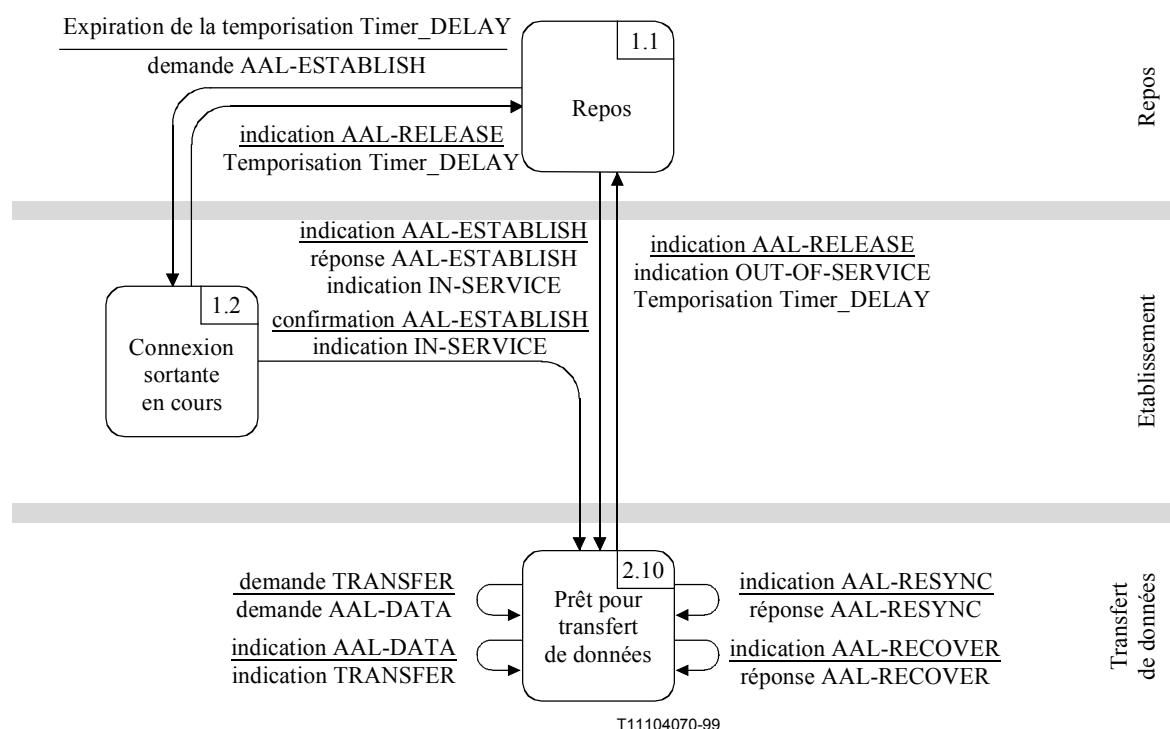 Expiration de la temporisation Timer_DELAY
demande AAL-ESTABLISH
1.1
Repos
Repos
indication AAL-RELEASE
Temporisation Timer_DELAY
indication AAL-ESTABLISH
réponse AAL-ESTABLISH
indication IN-SERVICE
indication AAL-RELEASE
indication OUT-OF-SERVICE
Temporisation Timer_DELAY
1.2
Connexion
sortante
en cours
confirmation AAL-ESTABLISH
indication IN-SERVICE
Etablissement
2.10
Prêt pour
transfert
de données
demande TRANSFER
demande AAL-DATA
indication AAL-DATA
indication TRANSFER
indication AAL-RESYNC
réponse AAL-RESYNC
indication AAL-RECOVER
réponse AAL-RECOVER
Transfert
de données
T11104070-99